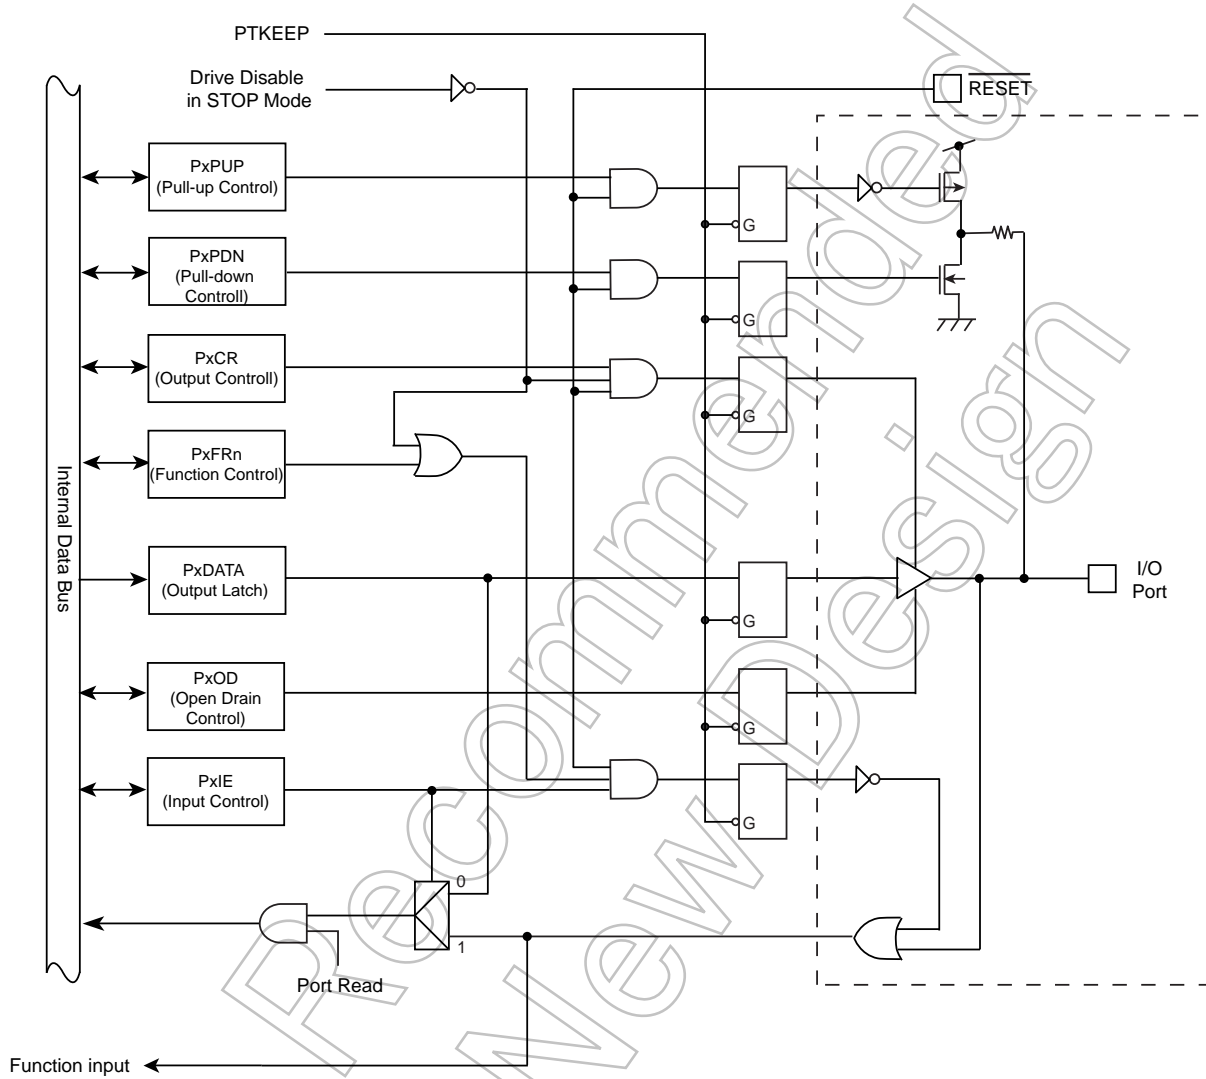 PTKEEP
Drive Disable
in STOP Mode
RESET
PxPUP
(Pull-up Control)
G
PxPDN
(Pull-down
Controll)
G
PxCR
(Output Controll)
G
PxFRn
(Function Control)
Internal Data Bus
PxDATA
(Output Latch)
G
I/O
Port
PxOD
(Open Drain
Control)
G
PxIE
(Input Control)
G
0
1
Port Read
Function input
Recommended
New Design